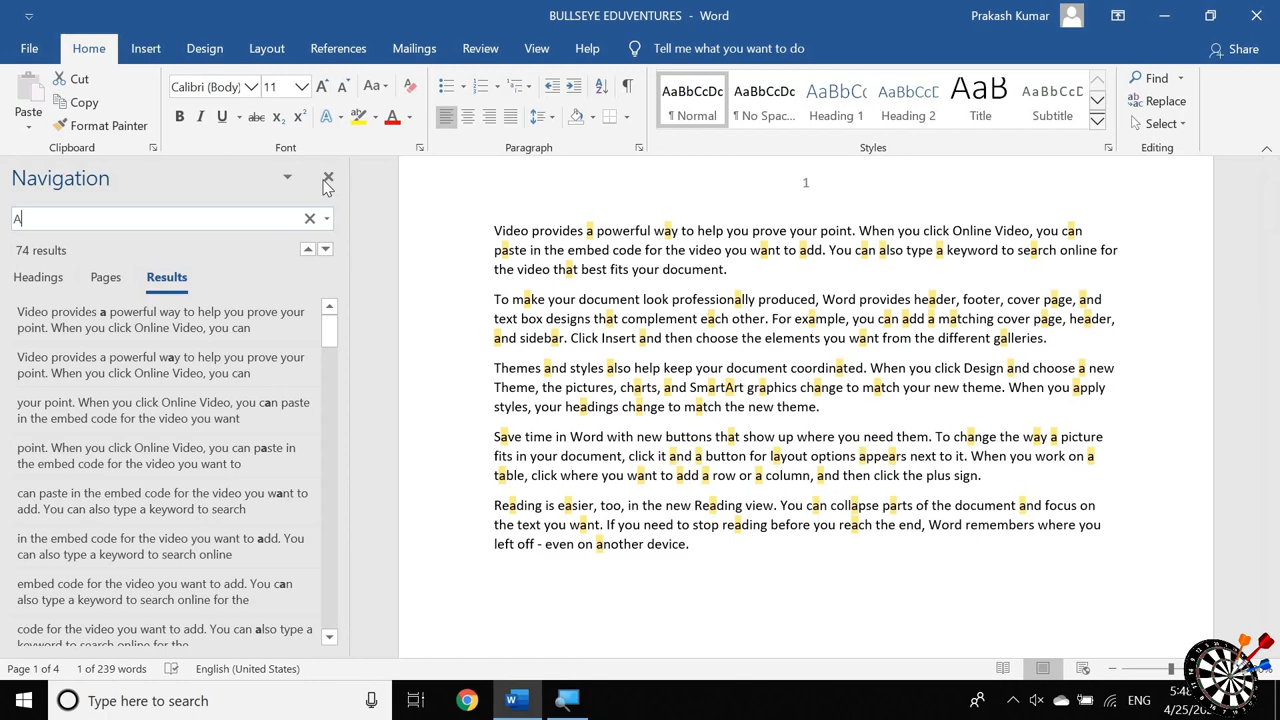 BULLSEYE EDUVENTURES - Word
Prakash Kumar
File Home Insert Design Layout References Mailings Review View Help Tell me what you want to do Share
Paste
Cut
Copy
Format Painter
Clipboard
Calibri (Body) 11
Font
Paragraph
AaBbCcDc AaBbCcDc AaBbCc AaBbCcD AaB AaBbCcDc
¶ Normal ¶ No Spac... Heading 1 Heading 2 Title Subtitle
Styles
Find
Replace
Select
Editing
Navigation
A
74 results
Headings Pages Results
Video provides a powerful way to help you prove your
point. When you click Online Video, you can
Video provides a powerful way to help you prove your
point. When you click Online Video, you can
your point. When you click Online Video, you can paste
in the embed code for the video you want
point. When you click Online Video, you can paste in
the embed code for the video you want to
can paste in the embed code for the video you want to
add. You can also type a keyword to search
in the embed code for the video you want to add. You
can also type a keyword to search online
embed code for the video you want to add. You can
also type a keyword to search online for the
code for the video you want to add. You can also type a
keyword to search online for the
1
Video provides a powerful way to help you prove your point. When you click Online Video, you can
paste in the embed code for the video you want to add. You can also type a keyword to search online for
the video that best fits your document.
To make your document look professionally produced, Word provides header, footer, cover page, and
text box designs that complement each other. For example, you can add a matching cover page, header,
and sidebar. Click Insert and then choose the elements you want from the different galleries.
Themes and styles also help keep your document coordinated. When you click Design and choose a new
Theme, the pictures, charts, and SmartArt graphics change to match your new theme. When you apply
styles, your headings change to match the new theme.
Save time in Word with new buttons that show up where you need them. To change the way a picture
fits in your document, click it and a button for layout options appears next to it. When you work on a
table, click where you want to add a row or a column, and then click the plus sign.
Reading is easier, too, in the new Reading view. You can collapse parts of the document and focus on
the text you want. If you need to stop reading before you reach the end, Word remembers where you
left off - even on another device.
Page 1 of 4 1 of 239 words English (United States)
Type here to search
ENG